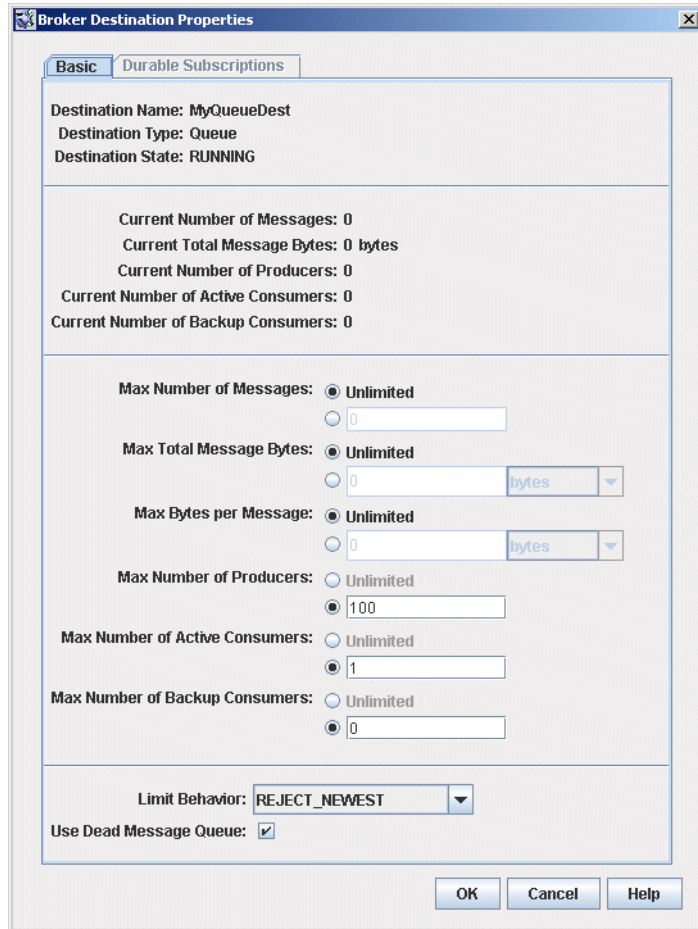 Broker Destination Properties
Basic Durable Subscriptions
Destination Name: MyQueueDest
Destination Type: Queue
Destination State: RUNNING
Current Number of Messages: 0
Current Total Message Bytes: 0 bytes
Current Number of Producers: 0
Current Number of Active Consumers: 0
Current Number of Backup Consumers: 0
Max Number of Messages: Unlimited
0
Max Total Message Bytes: Unlimited
0 bytes
Max Bytes per Message: Unlimited
0 bytes
Max Number of Producers: Unlimited
100
Max Number of Active Consumers: Unlimited
1
Max Number of Backup Consumers: Unlimited
0
Limit Behavior: REJECT_NEWEST
Use Dead Message Queue:
OK Cancel Help